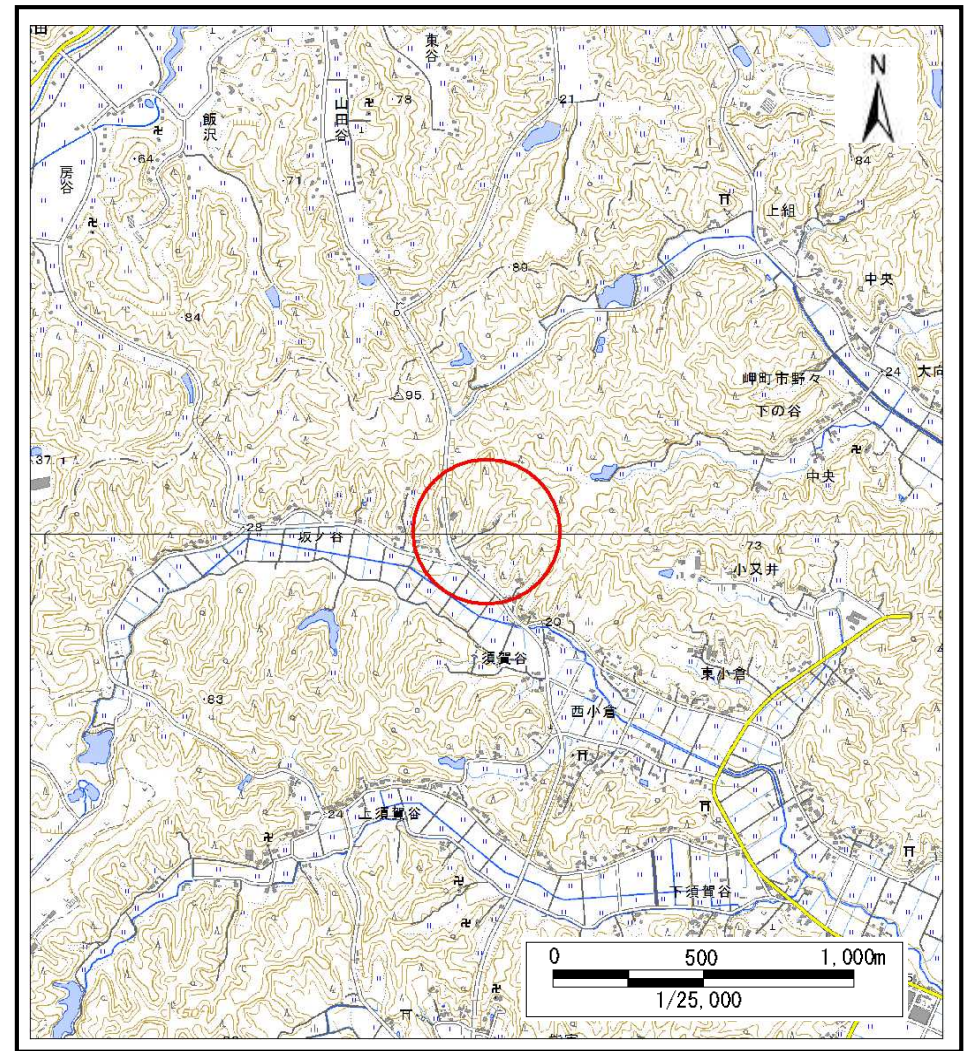 東谷
N
78
山田谷
21
飯沢
64
房谷
71
84
上組
80
中央
84
24
岬町市野々
下の谷
95
37.1
中央
28
坂ノ谷
73
小又井
20
須賀谷
東小倉
83
西小倉
24
上須賀谷
下須賀谷
0 500 1,000m
1/25,000